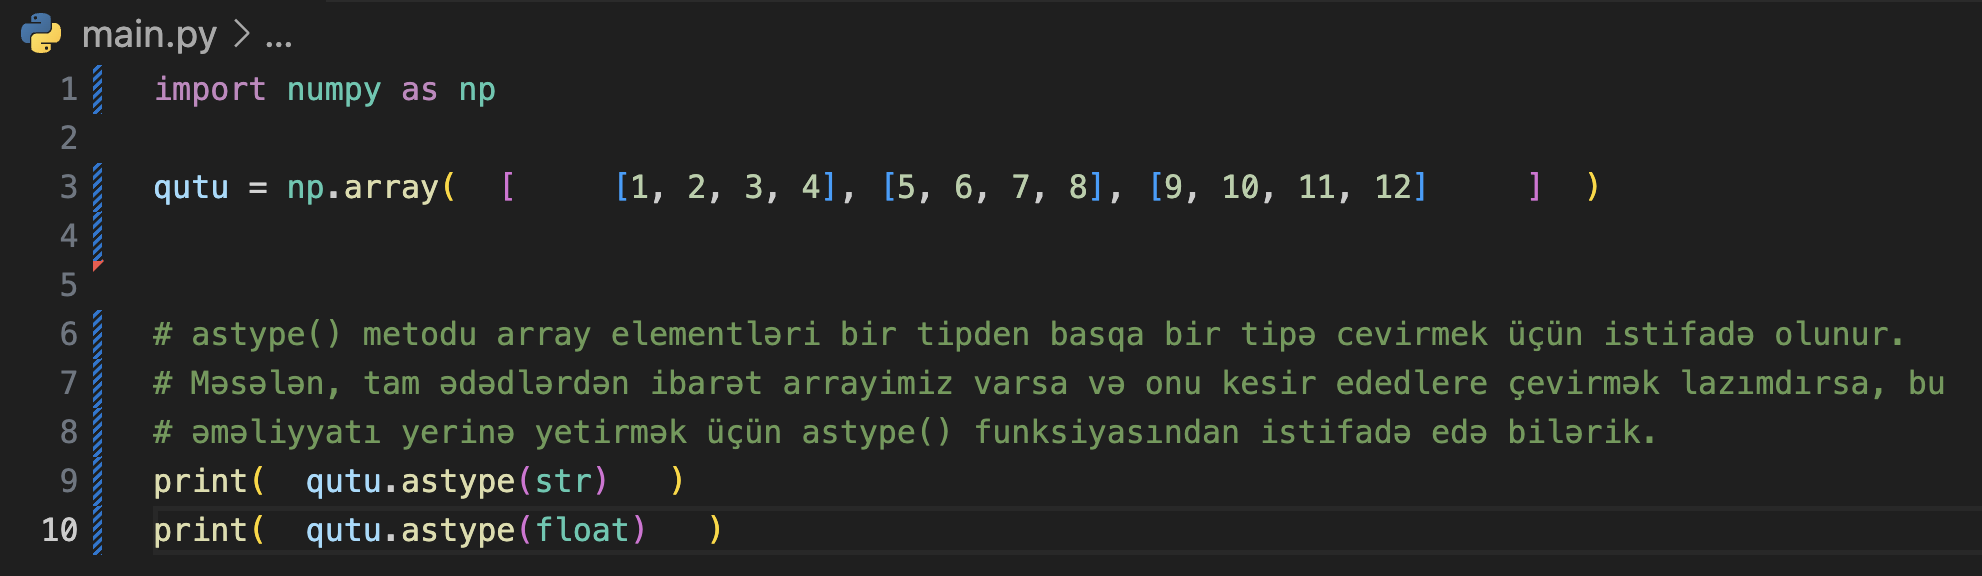 main.py > ...
1 import numpy as np
2
3 qutu = np.array(  [     [1, 2, 3, 4], [5, 6, 7, 8], [9, 10, 11, 12]     ]  )
4
5
6 # astype() metodu array elementləri bir tipden basqa bir tipə cevirmek üçün istifadə olunur.
7 # Məsələn, tam ədədlərdən ibarət arrayimiz varsa və onu kesir ededlere çevirmək lazımdırsa, bu
8 # əməliyyatı yerinə yetirmək üçün astype() funksiyasından istifadə edə bilərik.
9 print(  qutu.astype(str)   )
10 print(  qutu.astype(float)   )